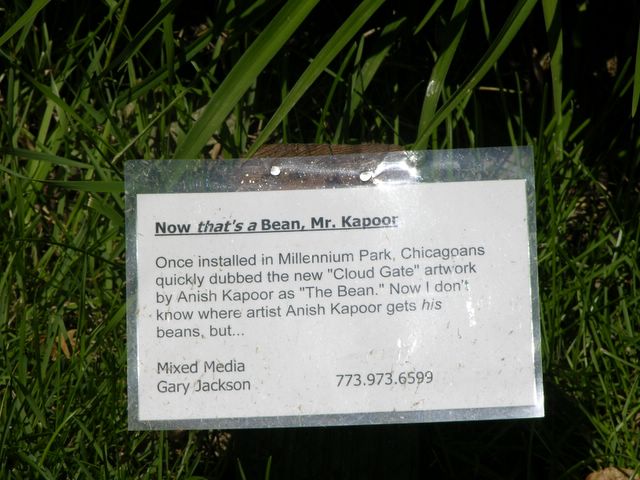 Now that's a Bean, Mr. Kapoor
Once installed in Millennium Park, Chicagoans
quickly dubbed the new "Cloud Gate" artwork
by Anish Kapoor as "The Bean." Now I don't
know where artist Anish Kapoor gets his
beans, but...
Mixed Media
Gary Jackson 773.973.6599